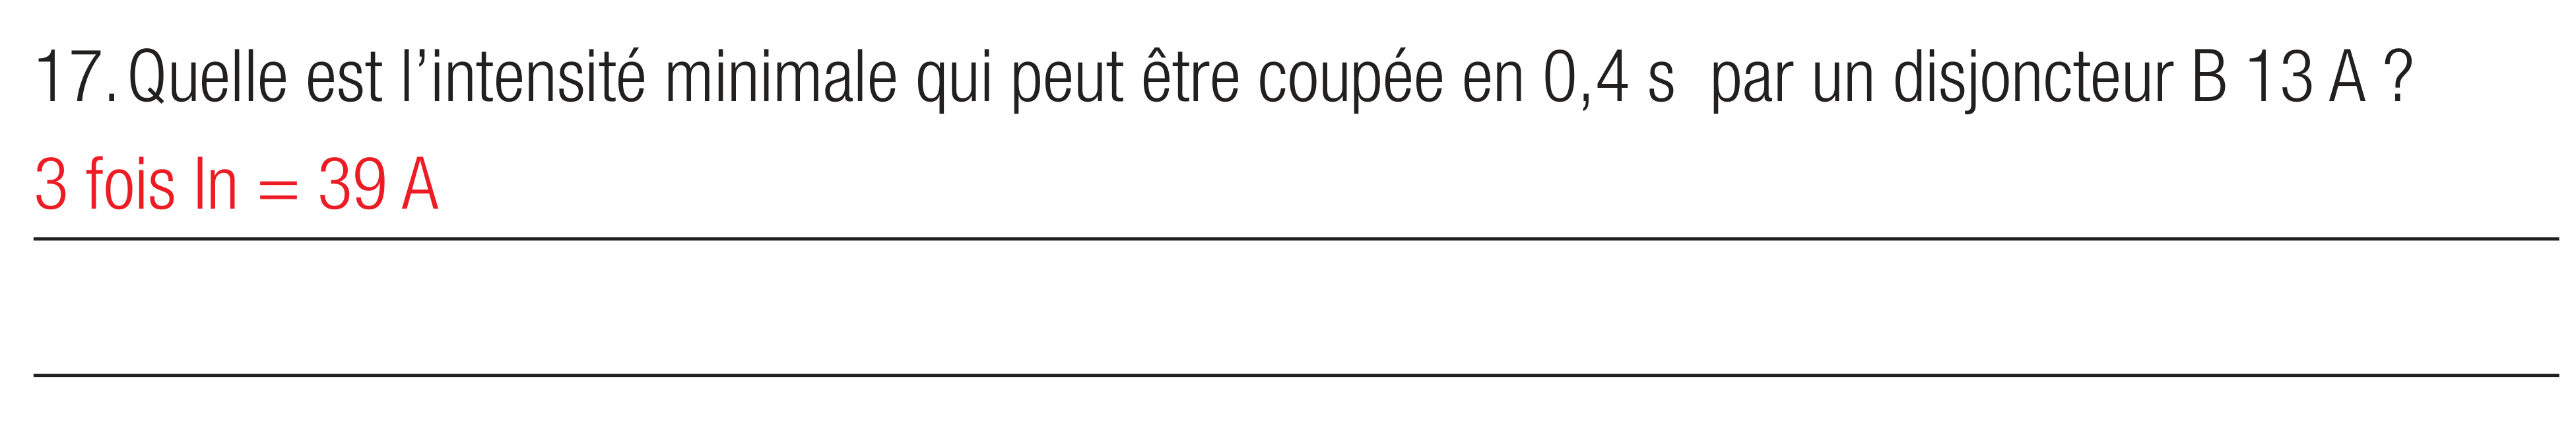 17. Quelle est l’intensité minimale qui peut être coupée en 0,4 s par un disjoncteur B 13 A ?
3 fois In = 39 A